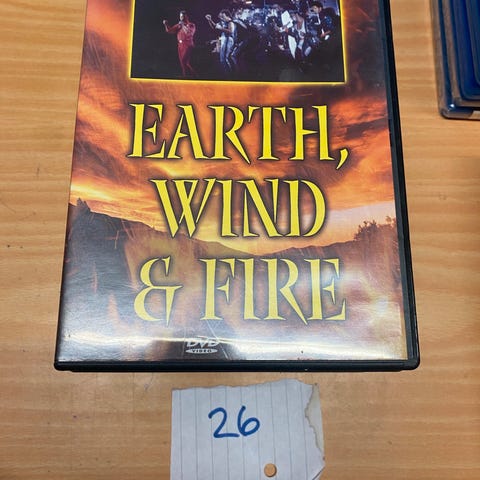 EARTH,
WIND
& FIRE
DVD
VIDEO
26